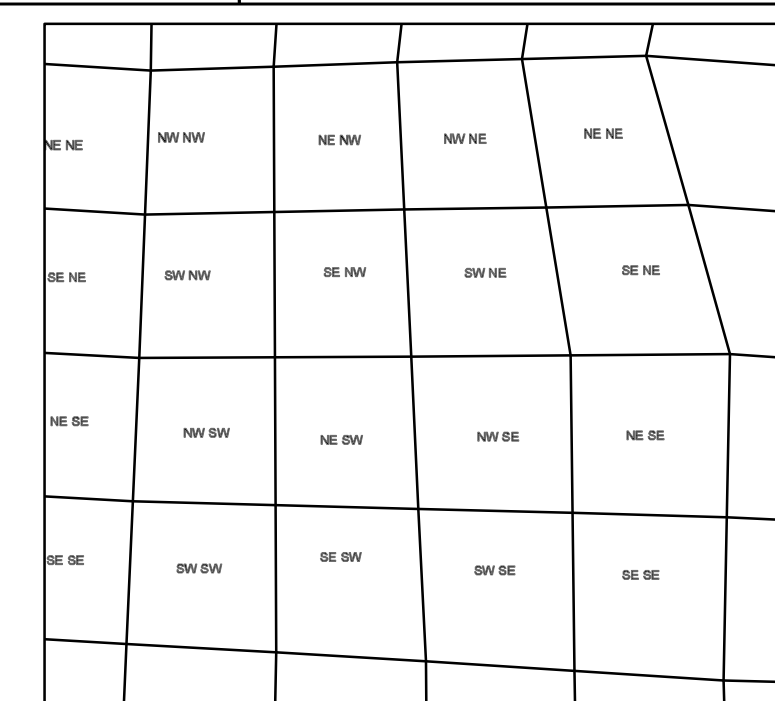 NE NE
NW NW
NE NW
NW NE
NE NE
SE NE
SW NW
SE NW
SW NE
SE NE
NE SE
NW SW
NE SW
NW SE
NE SE
SE SE
SW SW
SE SW
SW SE
SE SE